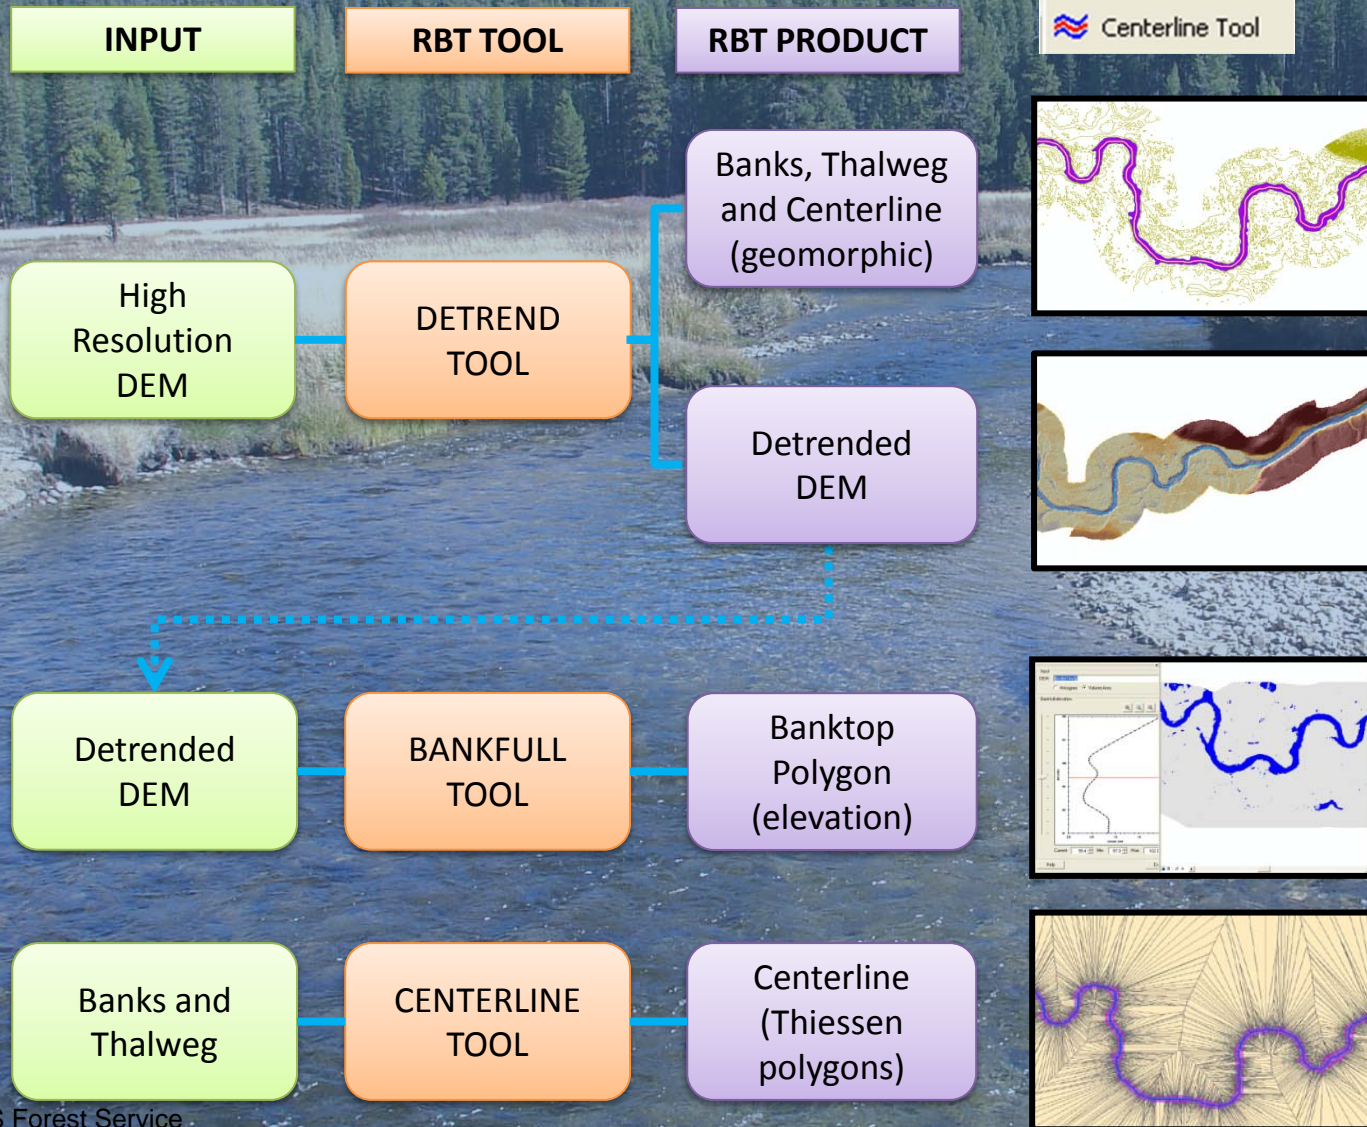 INPUT
RBT TOOL
RBT PRODUCT
Centerline Tool
High
Resolution
DEM
DETREND
TOOL
Banks, Thalweg
and Centerline
(geomorphic)
Detrended
DEM
Detrended
DEM
BANKFULL
TOOL
Banktop
Polygon
(elevation)
Banks and
Thalweg
CENTERLINE
TOOL
Centerline
(Thiessen
polygons)
Help
Forest Service